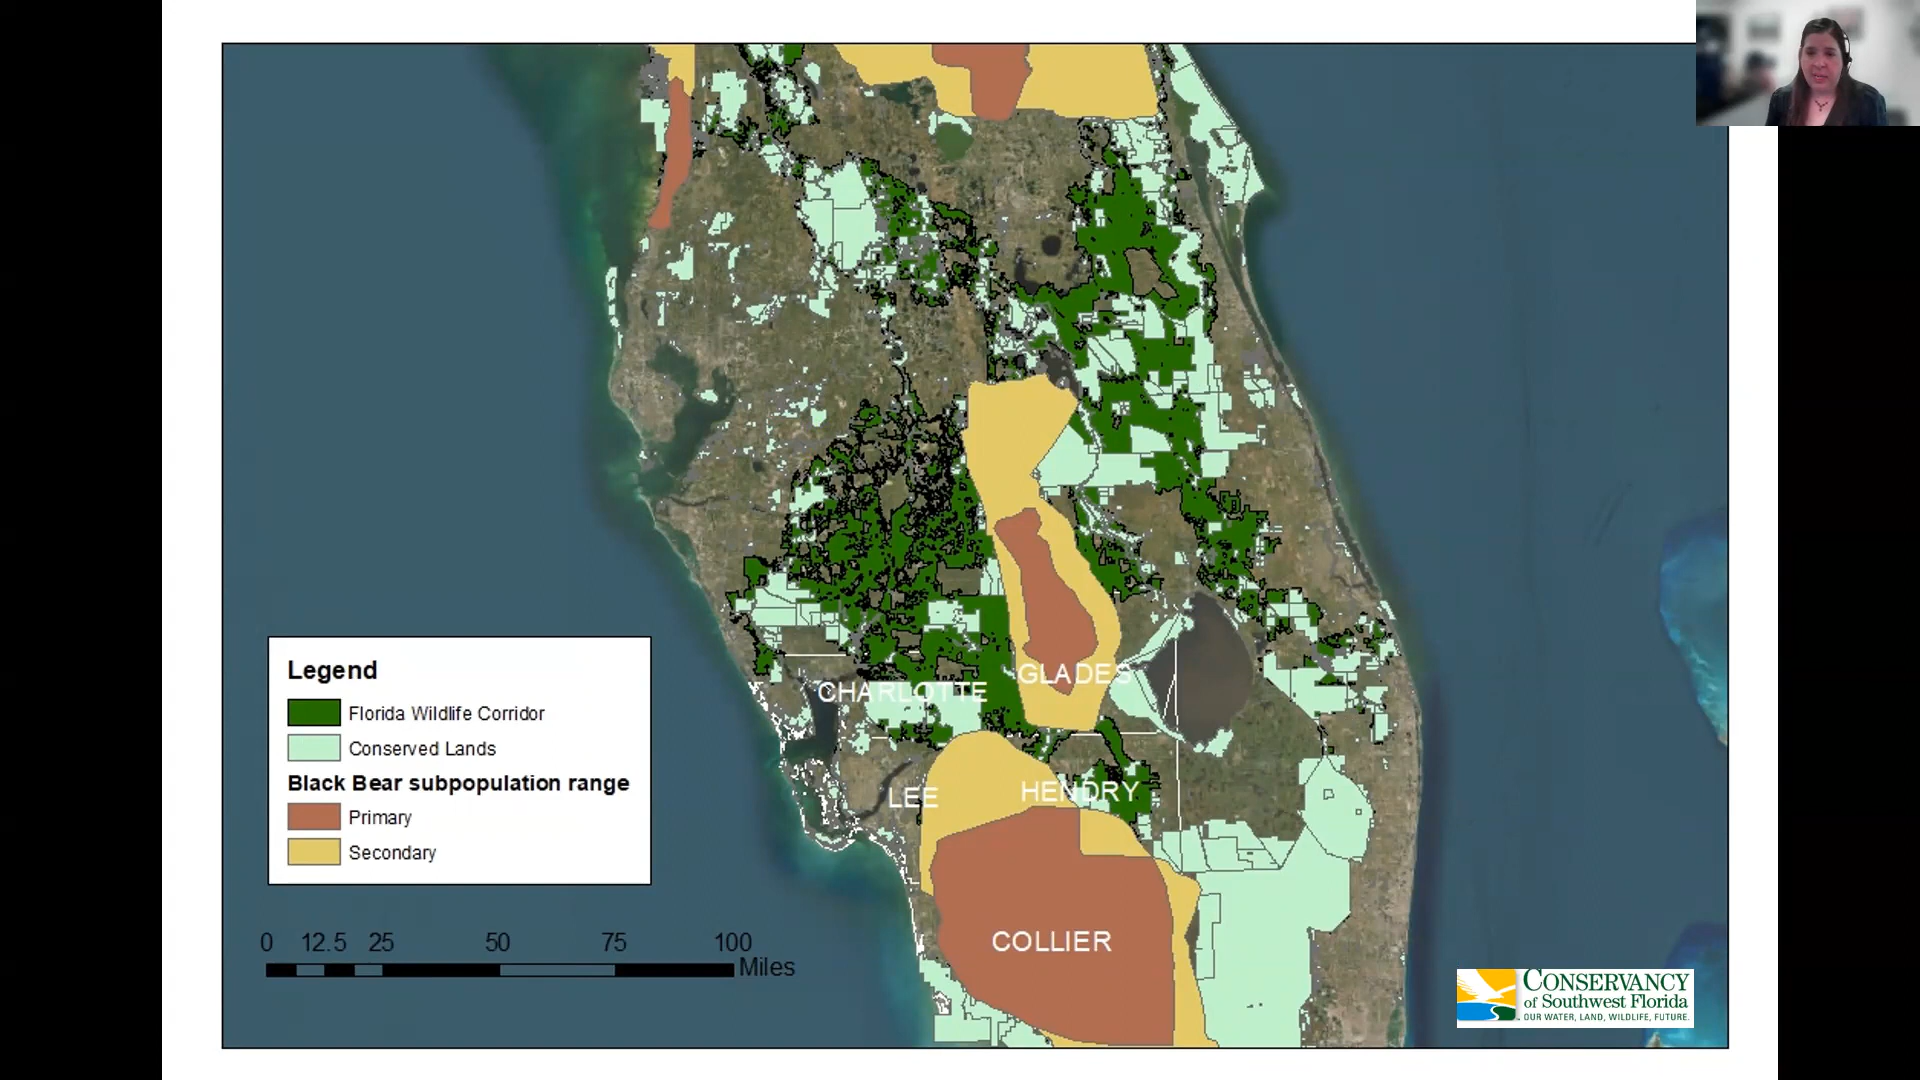 GLADES
CHARLOTTE
LEE
HENDRY
COLLIER
Legend
Florida Wildlife Corridor
Conserved Lands
Black Bear subpopulation range
Primary
Secondary
0 12.5 25 50 75 100
Miles
CONSERVANCY
of Southwest Florida
OUR WATER, LAND, WILDLIFE, FUTURE.